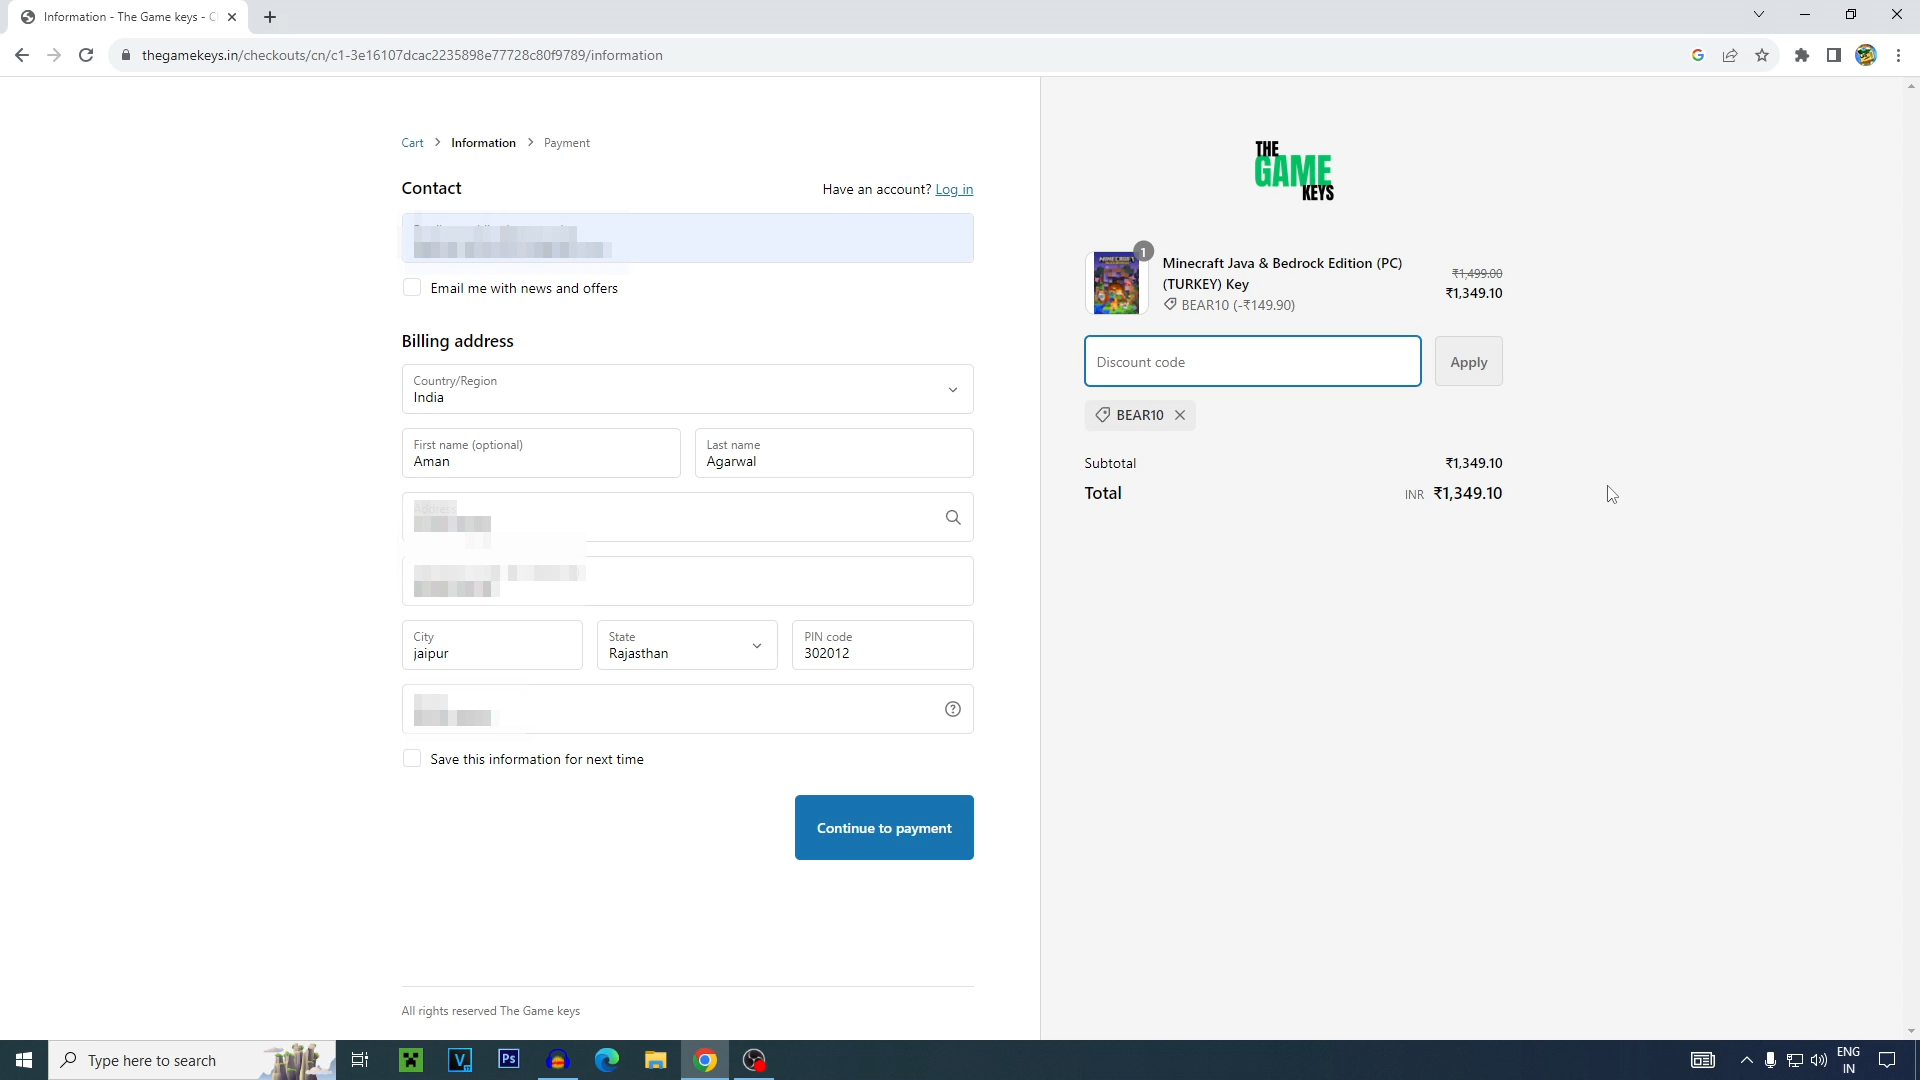 Information - The Game keys - C
thegamekeys.in/checkouts/cn/c1-3e16107dcac2235898e77728c80f9789/information
Cart > Information > Payment
Contact
Have an account? Log in
Email me with news and offers
Billing address
Country/Region
India
First name (optional)
Aman
Last name
Agarwal
Address
City
jaipur
State
Rajasthan
PIN code
302012
Save this information for next time
Continue to payment
All rights reserved The Game keys
THE
GAME
KEYS
1
MINECRAFT
Minecraft Java & Bedrock Edition (PC)
(TURKEY) Key
BEAR10 (-₹149.90)
₹1,499.00
₹1,349.10
Discount code
Apply
BEAR10
Subtotal
₹1,349.10
Total
INR ₹1,349.10
Type here to search
V
Ps
ENG
IN